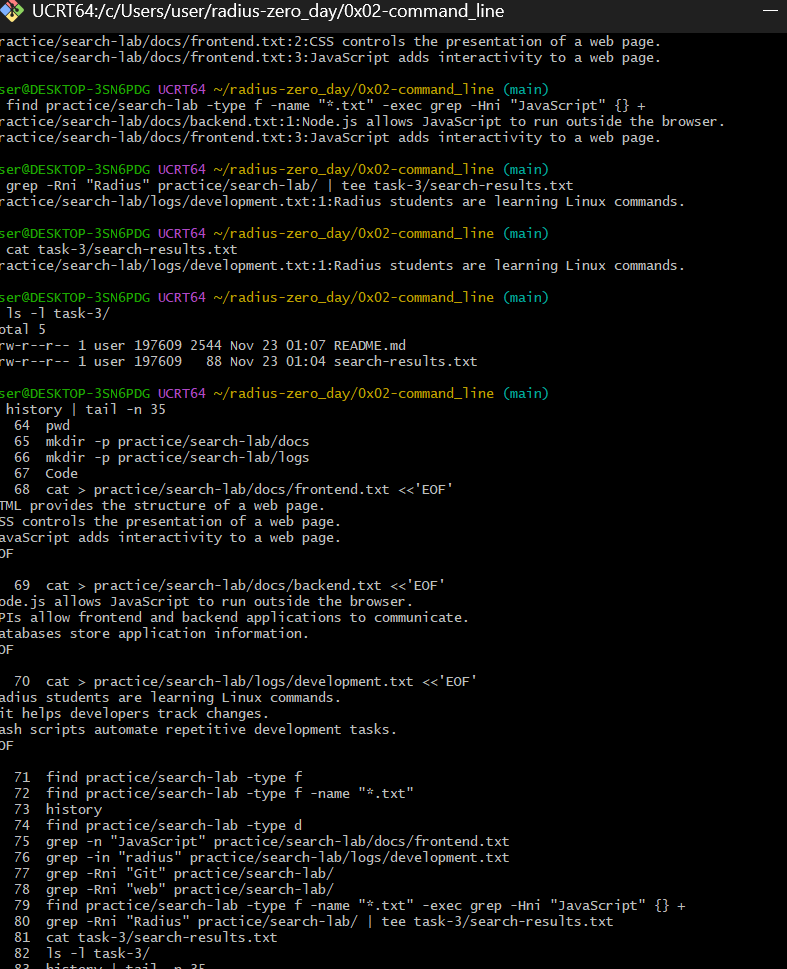 UCRT64:/c/Users/user/radius-zero_day/0x02-command_line
ractice/search-lab/docs/frontend.txt:2:CSS controls the presentation of a web page.
ractice/search-lab/docs/frontend.txt:3:JavaScript adds interactivity to a web page.
ser@DESKTOP-3SN6PDG UCRT64 ~/radius-zero_day/0x02-command_line (main)
find practice/search-lab -type f -name "*.txt" -exec grep -Hni "JavaScript" {} +
ractice/search-lab/docs/backend.txt:1:Node.js allows JavaScript to run outside the browser.
ractice/search-lab/docs/frontend.txt:3:JavaScript adds interactivity to a web page.
ser@DESKTOP-3SN6PDG UCRT64 ~/radius-zero_day/0x02-command_line (main)
grep -Rni "Radius" practice/search-lab/ | tee task-3/search-results.txt
ractice/search-lab/logs/development.txt:1:Radius students are learning Linux commands.
ser@DESKTOP-3SN6PDG UCRT64 ~/radius-zero_day/0x02-command_line (main)
cat task-3/search-results.txt
ractice/search-lab/logs/development.txt:1:Radius students are learning Linux commands.
ser@DESKTOP-3SN6PDG UCRT64 ~/radius-zero_day/0x02-command_line (main)
ls -l task-3/
otal 5
rw-r--r-- 1 user 197609 2544 Nov 23 01:07 README.md
rw-r--r-- 1 user 197609   88 Nov 23 01:04 search-results.txt
ser@DESKTOP-3SN6PDG UCRT64 ~/radius-zero_day/0x02-command_line (main)
history | tail -n 35
64  pwd
65  mkdir -p practice/search-lab/docs
66  mkdir -p practice/search-lab/logs
67  Code
68  cat > practice/search-lab/docs/frontend.txt <<'EOF'
TML provides the structure of a web page.
SS controls the presentation of a web page.
avaScript adds interactivity to a web page.
OF
69  cat > practice/search-lab/docs/backend.txt <<'EOF'
ode.js allows JavaScript to run outside the browser.
PIs allow frontend and backend applications to communicate.
atabases store application information.
OF
70  cat > practice/search-lab/logs/development.txt <<'EOF'
adius students are learning Linux commands.
it helps developers track changes.
ash scripts automate repetitive development tasks.
OF
71  find practice/search-lab -type f
72  find practice/search-lab -type f -name "*.txt"
73  history
74  find practice/search-lab -type d
75  grep -n "JavaScript" practice/search-lab/docs/frontend.txt
76  grep -in "radius" practice/search-lab/logs/development.txt
77  grep -Rni "Git" practice/search-lab/
78  grep -Rni "web" practice/search-lab/
79  find practice/search-lab -type f -name "*.txt" -exec grep -Hni "JavaScript" {} +
80  grep -Rni "Radius" practice/search-lab/ | tee task-3/search-results.txt
81  cat task-3/search-results.txt
82  ls -l task-3/
83  history | tail -n 35